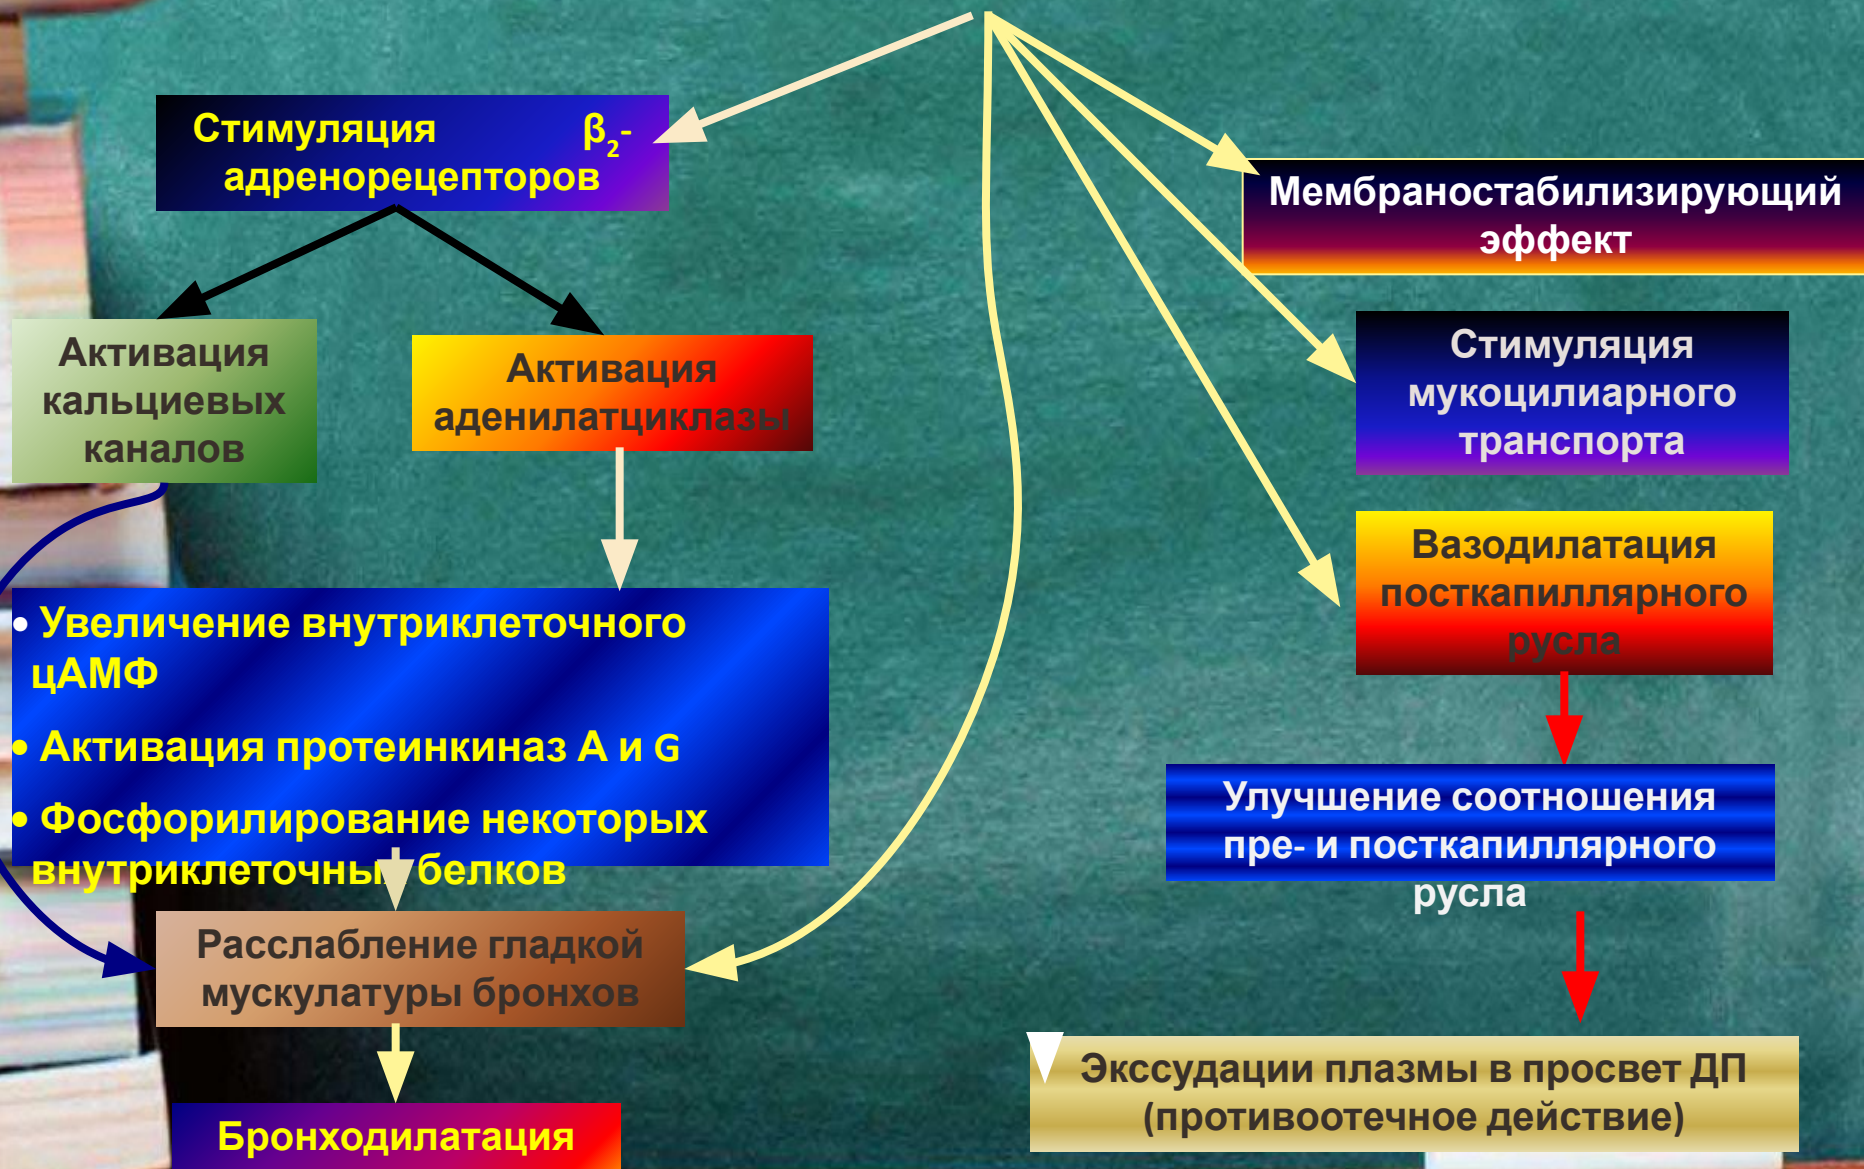 Стимуляция β₂-
адренорецепторов
Мембраностабилизирующий
эффект
Активация
кальциевых
каналов
Активация
аденилатциклазы
Стимуляция
мукоцилиарного
транспорта
Вазодилатация
посткапиллярного
русла
• Увеличение внутриклеточного
цАМФ
• Активация протеинкиназ А и G
• Фосфорилирование некоторых
внутриклеточных белков
Улучшение соотношения
пре- и посткапиллярного
русла
Расслабление гладкой
мускулатуры бронхов
Экссудации плазмы в просвет ДП
(противоотечное действие)
Бронходилатация